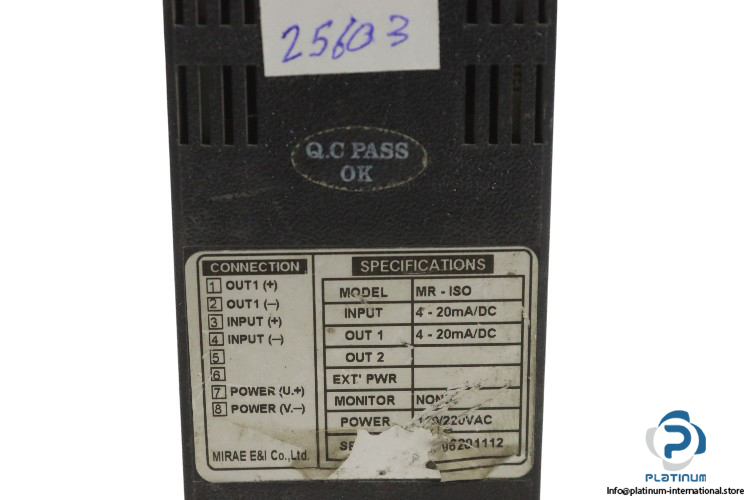 25603
Q.C PASS
OK
CONNECTION
1 OUT1 (+)
2 OUT1 (–)
3 INPUT (+)
4 INPUT (–)
5
6
7 POWER (U.+)
8 POWER (V.–)
MIRAE E&I Co.,Ltd.
SPECIFICATIONS
MODEL MR - ISO
INPUT 4 - 20mA/DC
OUT 1 4 - 20mA/DC
OUT 2
EXT' PWR
MONITOR
POWER
PLATINUM
Info@platinum-international.store